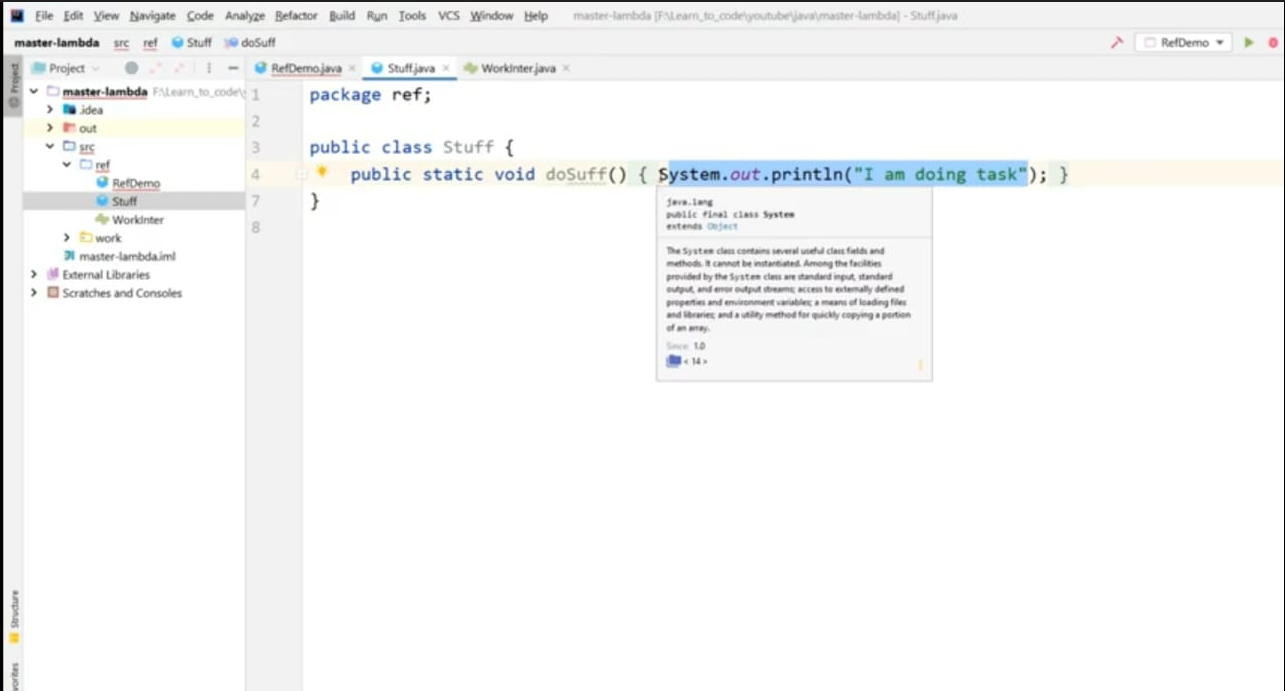 File Edit View Navigate Code Analyze Refactor Build Run Tools VCS Window Help master-lambda [F:\Learn_to_code\youtube\java\master-lambda] - Stuff.java
master-lambda src ref Stuff doSuff RefDemo
Project RefDemo.java Stuff.java WorkInter.java
Project
master-lambda F:\Learn_to_code\
.idea
out
src
ref
RefDemo
Stuff
WorkInter
work
master-lambda.iml
External Libraries
Scratches and Consoles
1 package ref;
2
3 public class Stuff {
4 public static void doSuff() { System.out.println("I am doing task"); }
7 }
8
java.lang
public final class System
extends Object
The System class contains several useful class fields and
methods. It cannot be instantiated. Among the facilities
provided by the System class are standard input, standard
output, and error output streams; access to externally defined
properties and environment variables; a means of loading files
and libraries; and a utility method for quickly copying a portion
of an array.
Since: 1.0
< 14 >
Structure